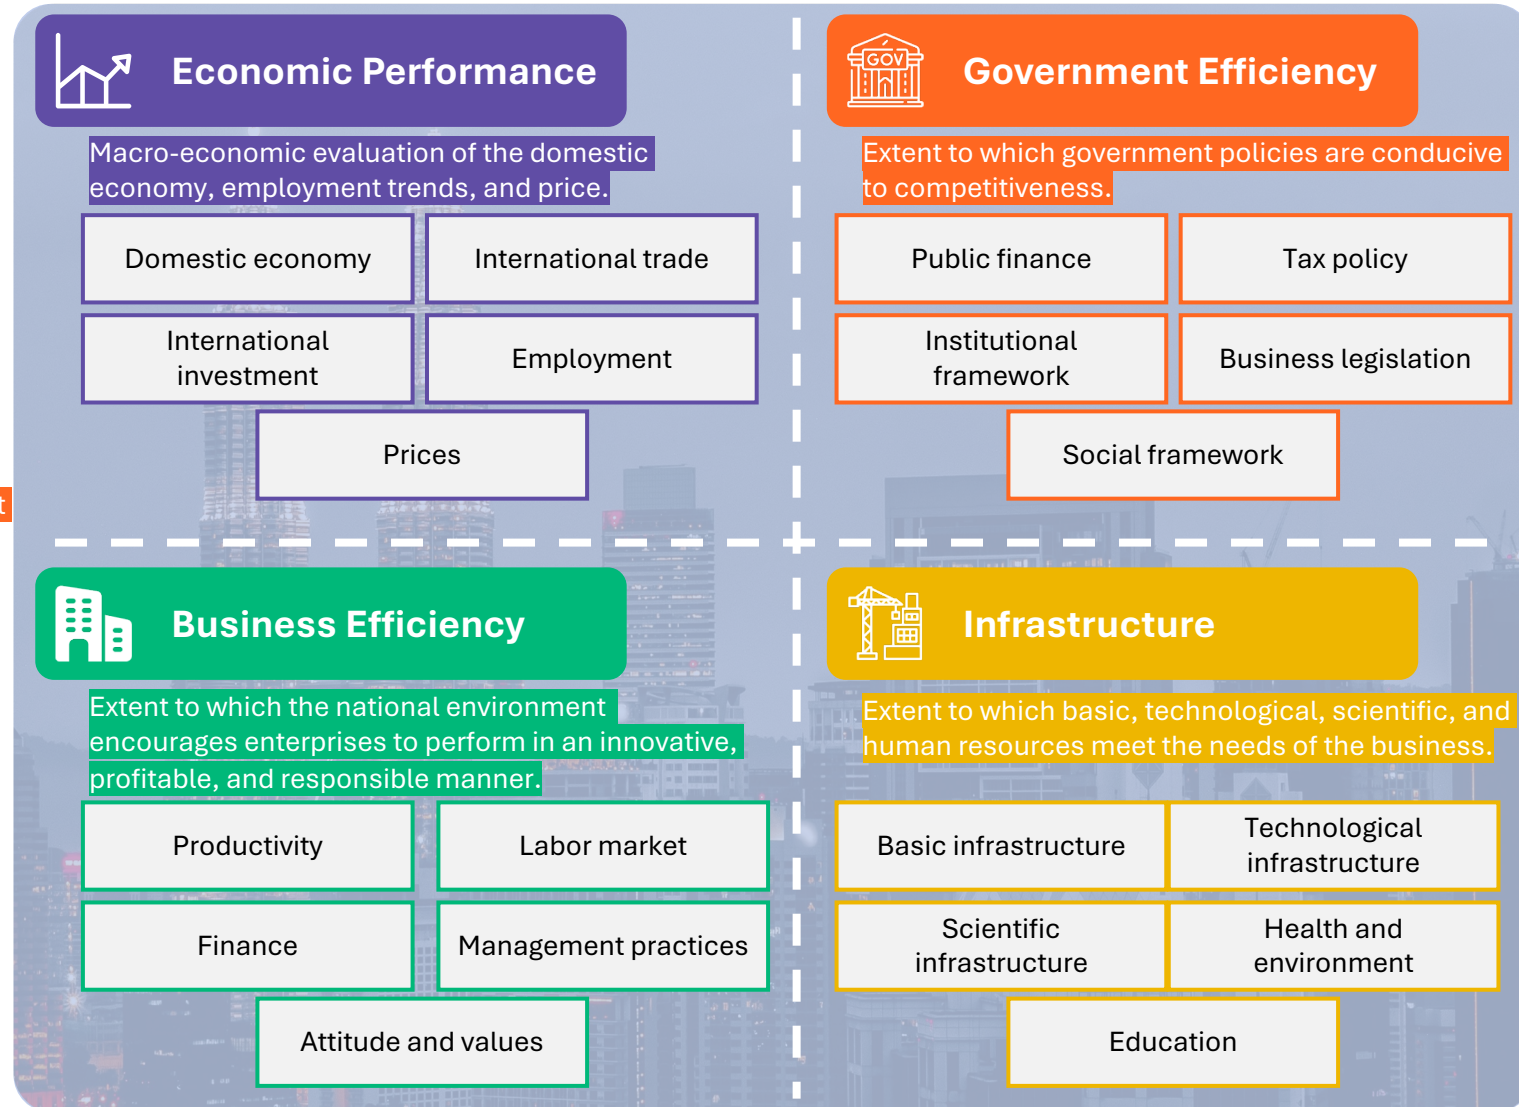 Economic Performance
Macro-economic evaluation of the domestic
economy, employment trends, and price.
Domestic economy
International trade
International
investment
Employment
Prices
GOV
Government Efficiency
Extent to which government policies are conducive
to competitiveness.
Public finance
Tax policy
Institutional
framework
Business legislation
Social framework
t
Business Efficiency
Extent to which the national environment
encourages enterprises to perform in an innovative,
profitable, and responsible manner.
Productivity
Labor market
Finance
Management practices
Attitude and values
Infrastructure
Extent to which basic, technological, scientific, and
human resources meet the needs of the business.
Basic infrastructure
Technological
infrastructure
Scientific
infrastructure
Health and
environment
Education